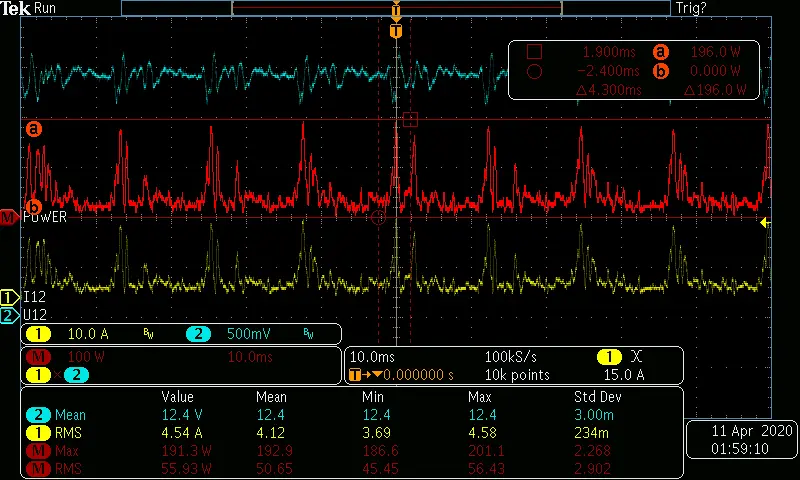 Tek Run Trig?
T
T
1.900ms a 196.0 W
−2.400ms b 0.000 W
△4.300ms △196.0 W
a
b
M POWER
1 I12
2 U12
1 10.0 A BW 2 500mV BW
M 100 W 10.0ms
1 × 2
10.0ms 100kS/s 1
T→▼0.000000 s 10k points 15.0 A
Value Mean Min Max Std Dev
2 Mean 12.4 V 12.4 12.4 12.4 3.00m
1 RMS 4.54 A 4.12 3.69 4.58 234m
M Max 191.3 W 192.9 186.6 201.1 2.268
M RMS 55.93 W 50.65 45.45 56.43 2.902
11 Apr 2020
01:59:10